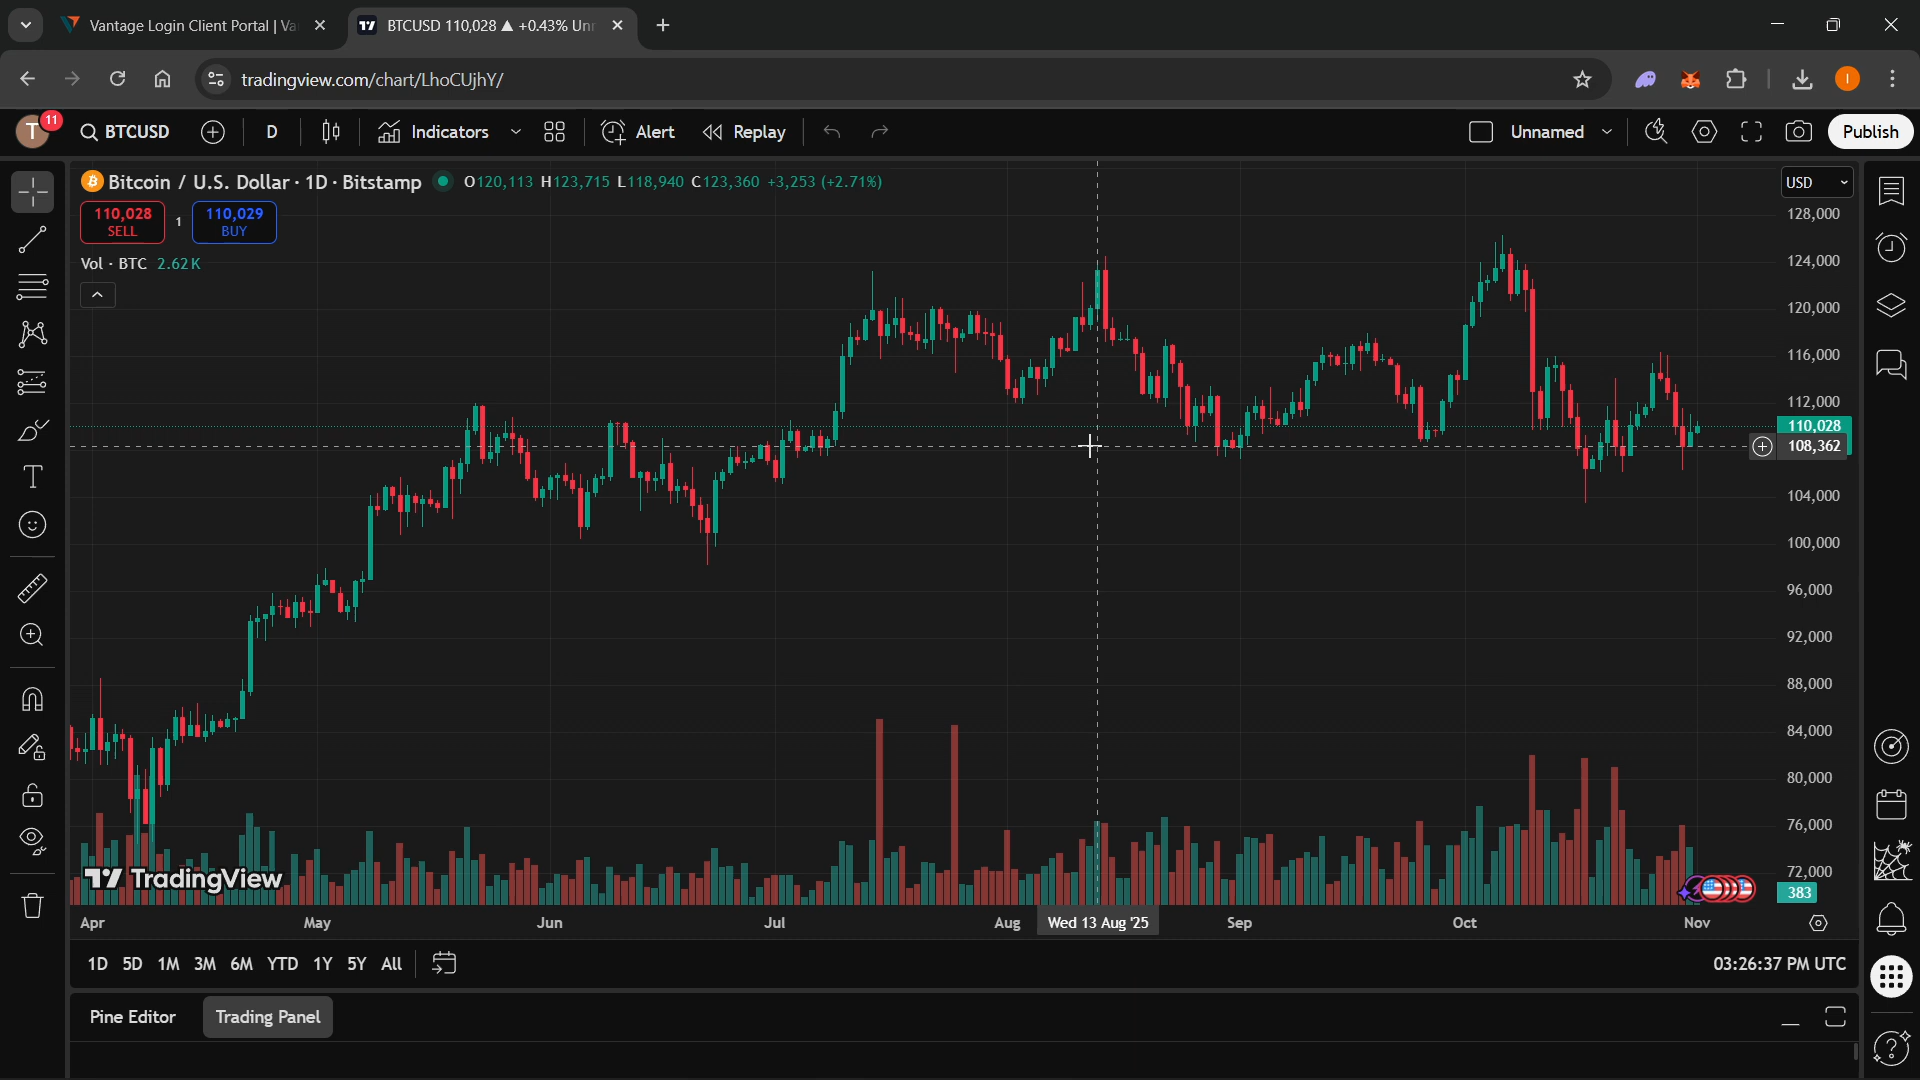 Vantage Login Client Portal | Va
BTCUSD 110,028 ▲ +0.43% Unn
tradingview.com/chart/LhoCUjhY/
T 11 BTCUSD D Indicators Alert Replay Unnamed Publish
Bitcoin / U.S. Dollar · 1D · Bitstamp O120,113 H123,715 L118,940 C123,360 +3,253 (+2.71%)
USD
110,028 SELL 1 110,029 BUY
Vol · BTC 2.62K
128,000
124,000
120,000
116,000
112,000
110,028
108,362
104,000
100,000
96,000
92,000
88,000
84,000
80,000
76,000
72,000
383
TradingView
Apr May Jun Jul Aug Wed 13 Aug '25 Sep Oct Nov
1D 5D 1M 3M 6M YTD 1Y 5Y All 03:26:37 PM UTC
Pine Editor Trading Panel